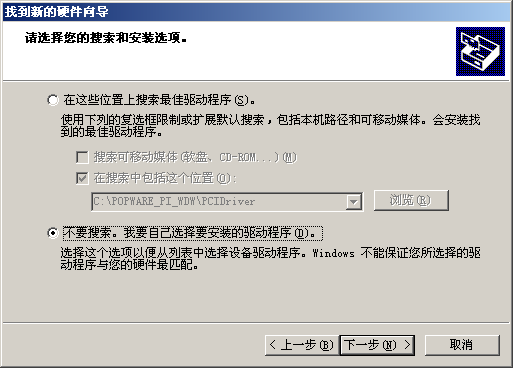 找到新的硬件向导
请选择您的搜索和安装选项。
在这些位置上搜索最佳驱动程序(S)。
使用下列的复选框限制或扩展默认搜索，包括本机路径和可移动媒体。会安装找
到的最佳驱动程序。
搜索可移动媒体(软盘、CD-ROM...)(M)
在搜索中包括这个位置(O):
C:\POPWARE_PI_WDW\PCIDriver
浏览(R)
不要搜索。我要自己选择要安装的驱动程序(D)。
选择这个选项以便从列表中选择设备驱动程序。Windows 不能保证您所选择的驱
动程序与您的硬件最匹配。
< 上一步(B) 下一步(N) > 取消